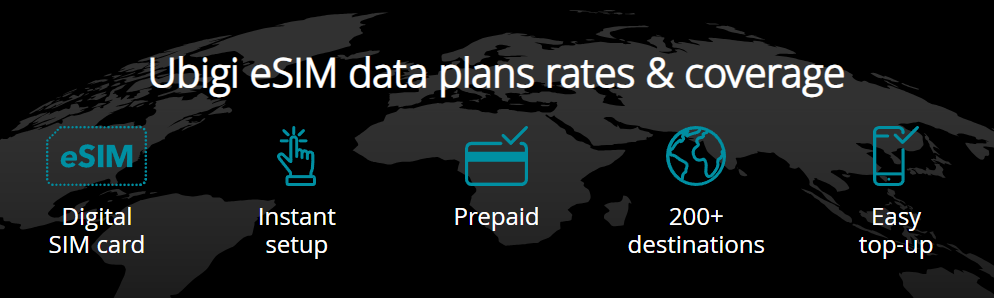 Ubigi eSIM data plans rates & coverage
eSIM
Digital
SIM card
Instant
setup
Prepaid
200+
destinations
Easy
top-up